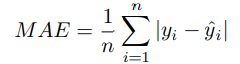 MAE = \frac{1}{n} \sum_{i=1}^{n} |y_i - \hat{y}_i|